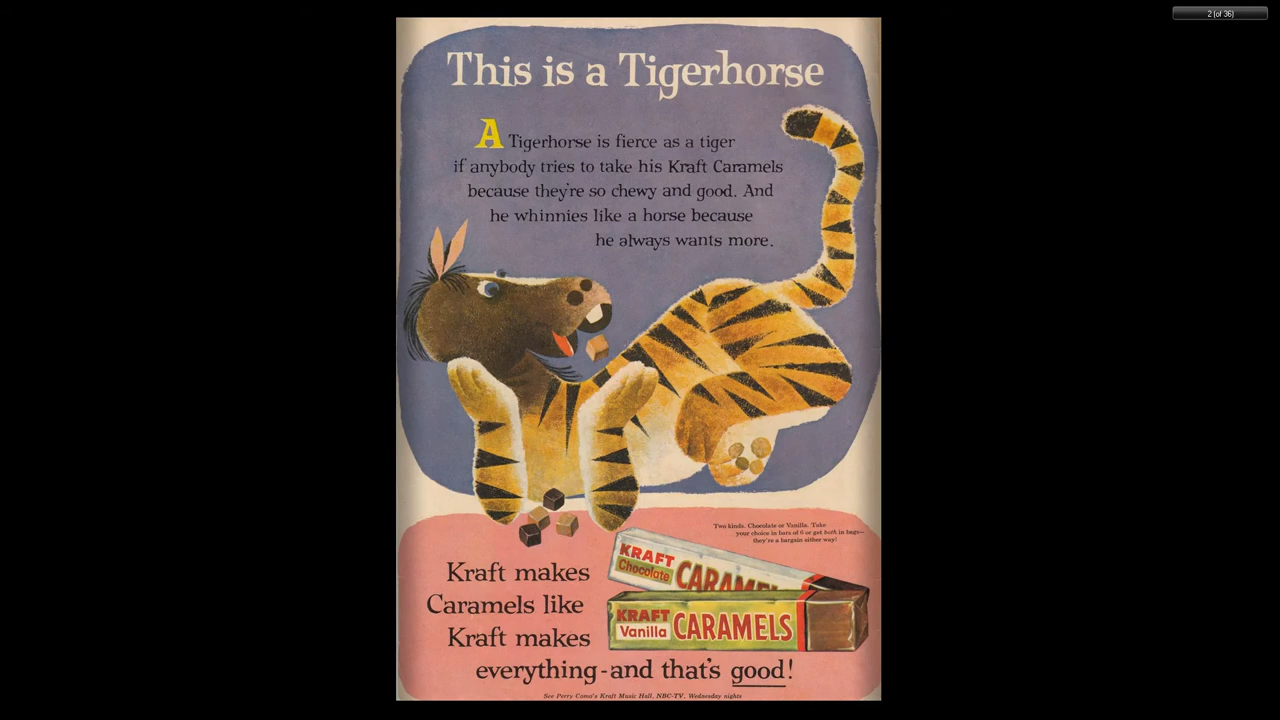 2 (of 36)
This is a Tigerhorse
A Tigerhorse is fierce as a tiger
if anybody tries to take his Kraft Caramels
because they're so chewy and good. And
he whinnies like a horse because
he always wants more.
Two kinds. Chocolate or Vanilla. Take
your choice in bars of 6 or get both in bags—
they're a bargain either way!
KRAFT
Chocolate
CARAMEL
KRAFT
Vanilla
CARAMELS
Kraft makes
Caramels like
Kraft makes
everything-and that's good!
See Perry Como's Kraft Music Hall, NBC-TV, Wednesday nights